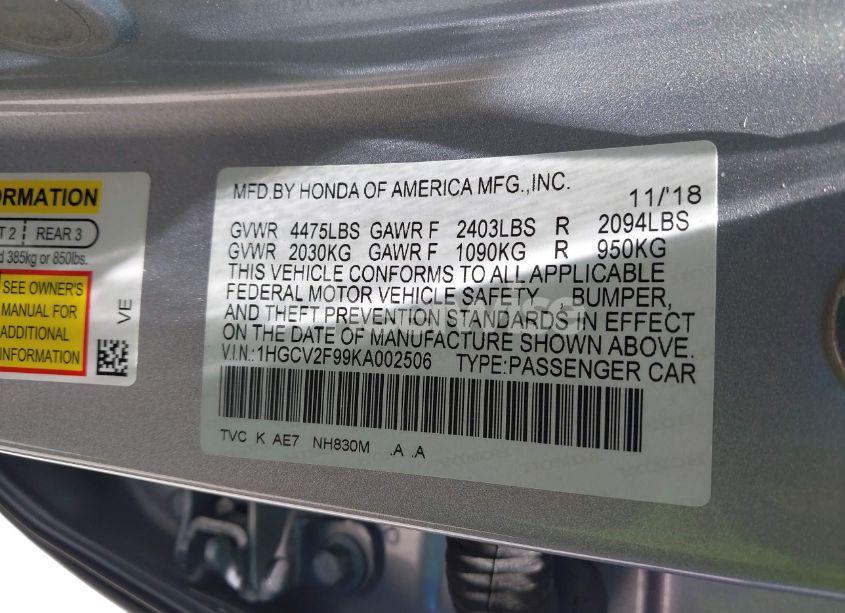 ORMATION
T 2 REAR 3
d 385kg or 850lbs.
SEE OWNER'S
MANUAL FOR
ADDITIONAL
INFORMATION
VE
MFD.BY HONDA OF AMERICA MFG.,INC.
11/'18
GVWR 4475LBS GAWR F 2403LBS R 2094LBS
GVWR 2030KG GAWR F 1090KG R 950KG
THIS VEHICLE CONFORMS TO ALL APPLICABLE
FEDERAL MOTOR VEHICLE SAFETY BUMPER,
AND THEFT PREVENTION STANDARDS IN EFFECT
ON THE DATE OF MANUFACTURE SHOWN ABOVE.
V.I.N.:1HGCV2F99KA002506 TYPE:PASSENGER CAR
TVC K AE7 NH830M .A .A